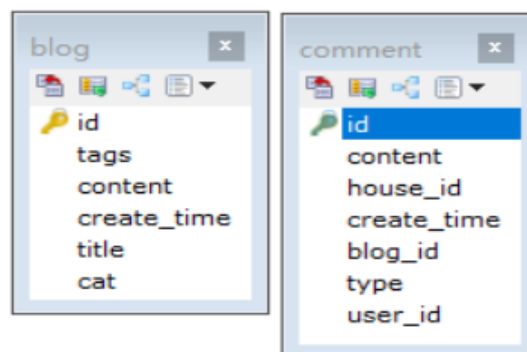 blog
id
tags
content
create_time
title
cat
comment
id
content
house_id
create_time
blog_id
type
user_id